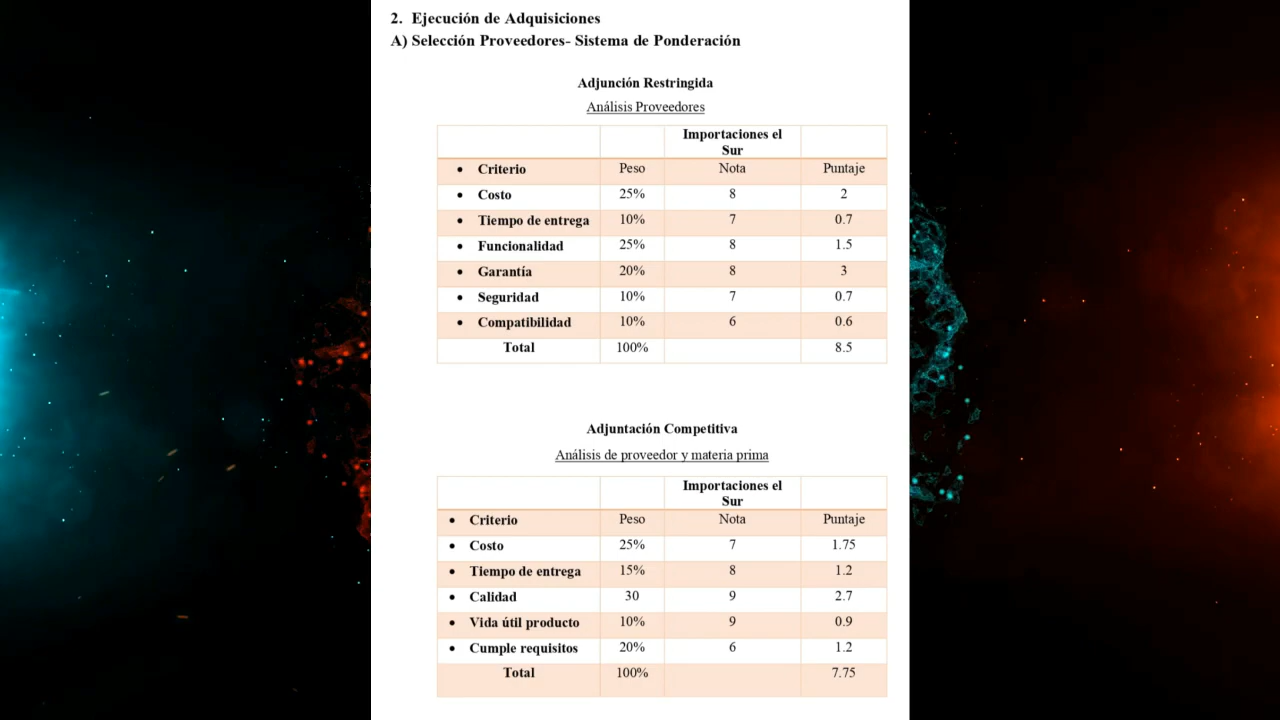 2. Ejecución de Adquisiciones
A) Selección Proveedores- Sistema de Ponderación
Adjunción Restringida
Análisis Proveedores
Importaciones el
Sur
• Criterio Peso Nota Puntaje
• Costo 25% 8 2
• Tiempo de entrega 10% 7 0.7
• Funcionalidad 25% 8 1.5
• Garantía 20% 8 3
• Seguridad 10% 7 0.7
• Compatibilidad 10% 6 0.6
Total 100% 8.5
Adjuntación Competitiva
Análisis de proveedor y materia prima
Importaciones el
Sur
• Criterio Peso Nota Puntaje
• Costo 25% 7 1.75
• Tiempo de entrega 15% 8 1.2
• Calidad 30 9 2.7
• Vida útil producto 10% 9 0.9
• Cumple requisitos 20% 6 1.2
Total 100% 7.75